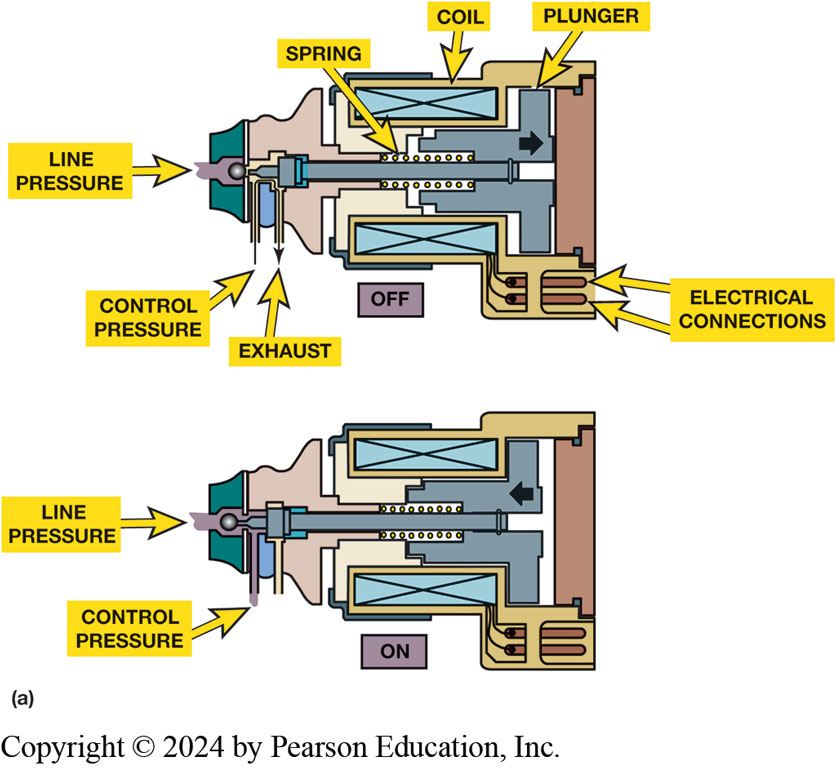 COIL
PLUNGER
SPRING
LINE
PRESSURE
CONTROL
PRESSURE
EXHAUST
OFF
ELECTRICAL
CONNECTIONS
LINE
PRESSURE
CONTROL
PRESSURE
ON
(a)
Copyright © 2024 by Pearson Education, Inc.